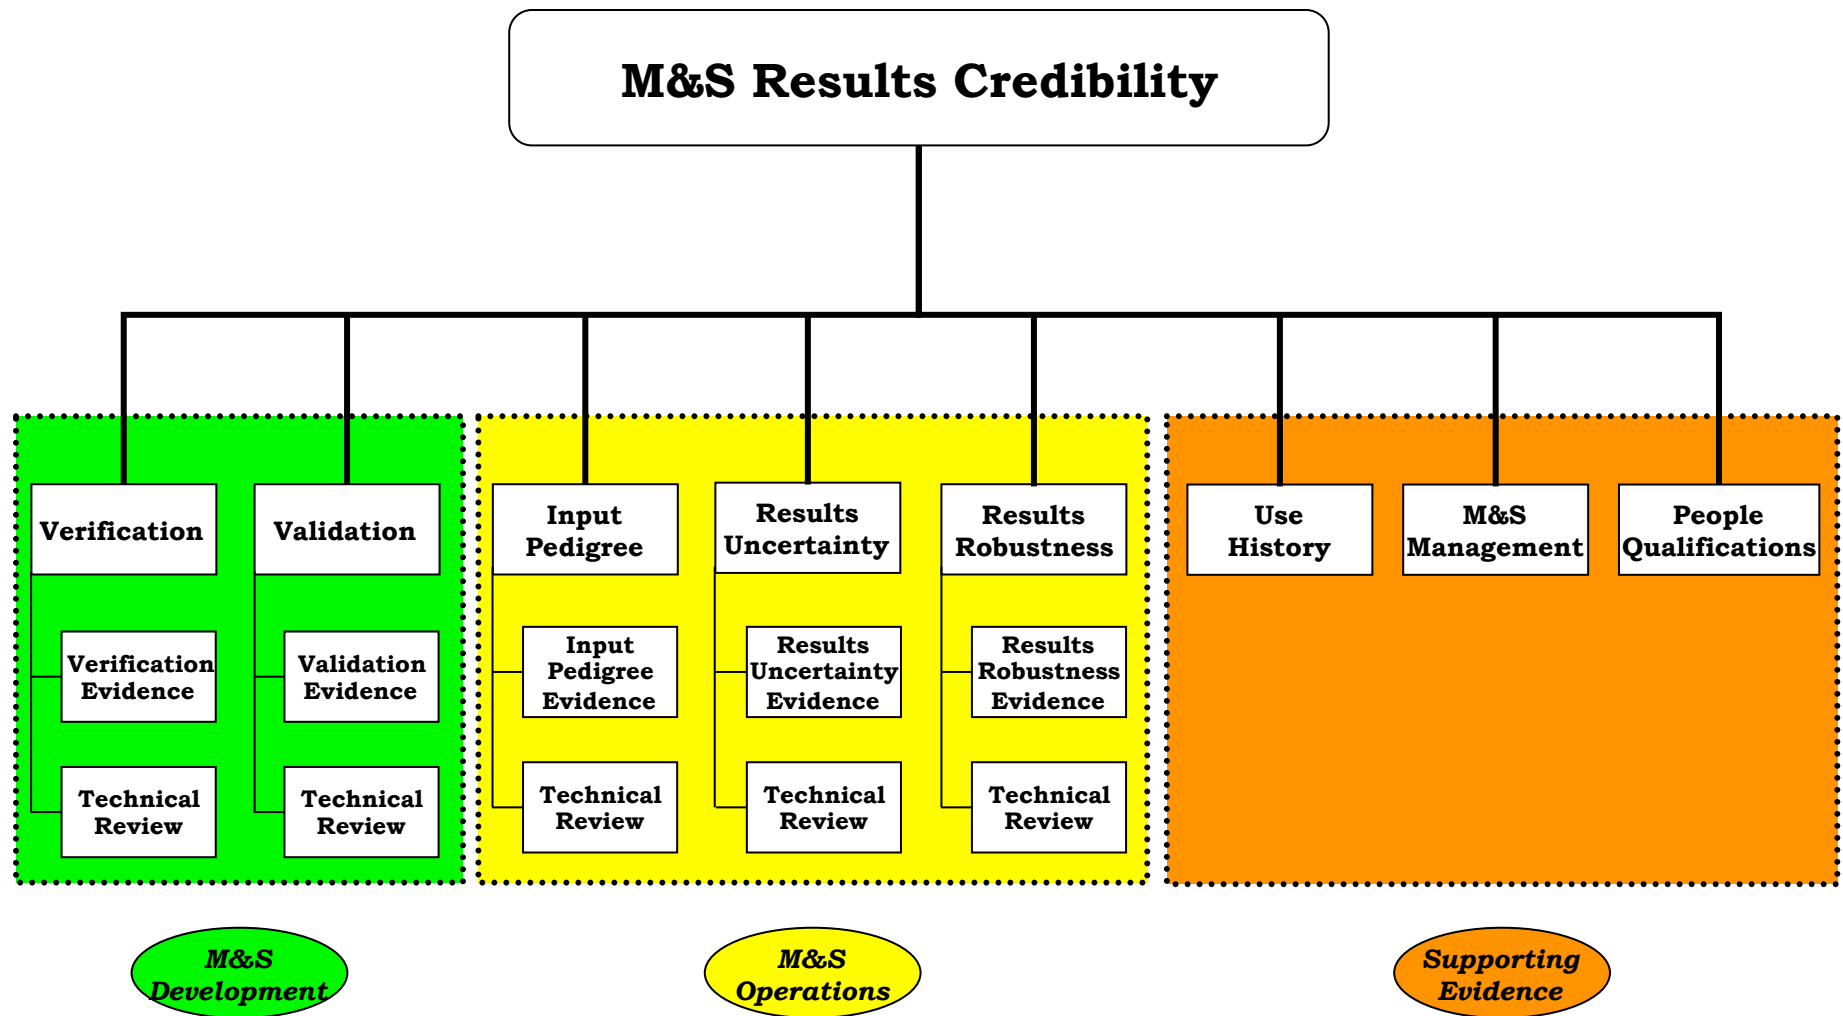 M&S Results Credibility
Verification
Validation
Input
Pedigree
Results
Uncertainty
Results
Robustness
Use
History
M&S
Management
People
Qualifications
Verification
Evidence
Validation
Evidence
Input
Pedigree
Evidence
Results
Uncertainty
Evidence
Results
Robustness
Evidence
Technical
Review
Technical
Review
Technical
Review
Technical
Review
Technical
Review
M&S
Development
M&S
Operations
Supporting
Evidence